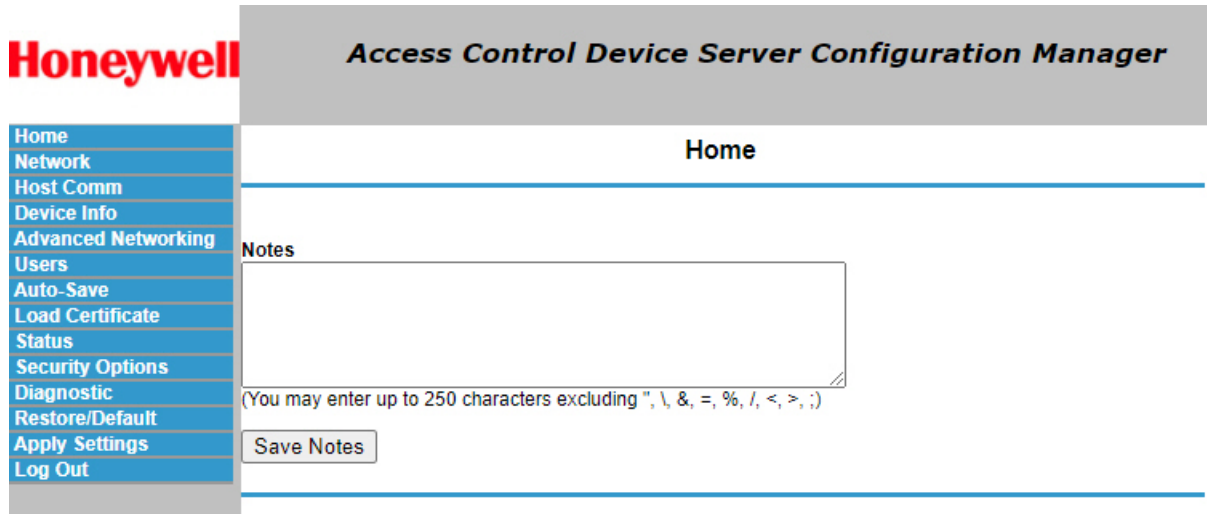 Honeywell
Access Control Device Server Configuration Manager
Home
Network
Host Comm
Device Info
Advanced Networking
Users
Auto-Save
Load Certificate
Status
Security Options
Diagnostic
Restore/Default
Apply Settings
Log Out
Home
Notes
(You may enter up to 250 characters excluding ", \, &, =, %, /, <, >, ;)
Save Notes